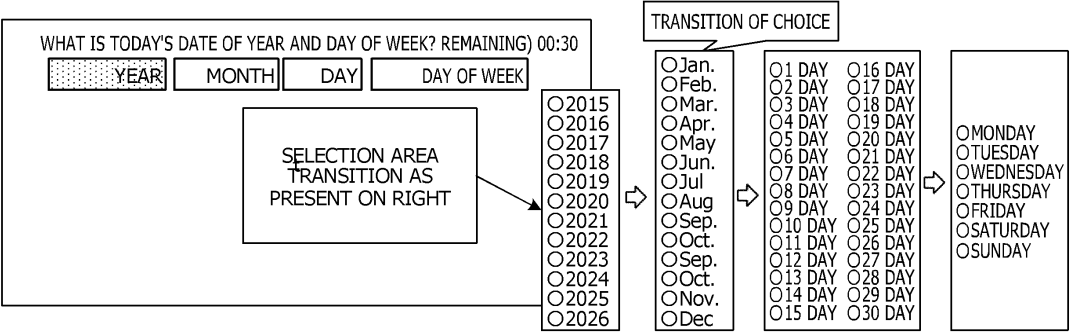 TRANSITION OF CHOICE
WHAT IS TODAY'S DATE OF YEAR AND DAY OF WEEK? REMAINING) 00:30
YEAR MONTH DAY DAY OF WEEK
SELECTION AREA
TRANSITION AS
PRESENT ON RIGHT
2015
2016
2017
2018
2019
2020
2021
2022
2023
2024
2025
2026
Jan.
Feb.
Mar.
Apr.
May
Jun.
Jul
Aug
Sep.
Oct.
Sep.
Oct.
Nov.
Dec
1 DAY
2 DAY
3 DAY
4 DAY
5 DAY
6 DAY
7 DAY
8 DAY
9 DAY
10 DAY
11 DAY
12 DAY
13 DAY
14 DAY
15 DAY
16 DAY
17 DAY
18 DAY
19 DAY
20 DAY
21 DAY
22 DAY
23 DAY
24 DAY
25 DAY
26 DAY
27 DAY
28 DAY
29 DAY
30 DAY
MONDAY
TUESDAY
WEDNESDAY
THURSDAY
FRIDAY
SATURDAY
SUNDAY